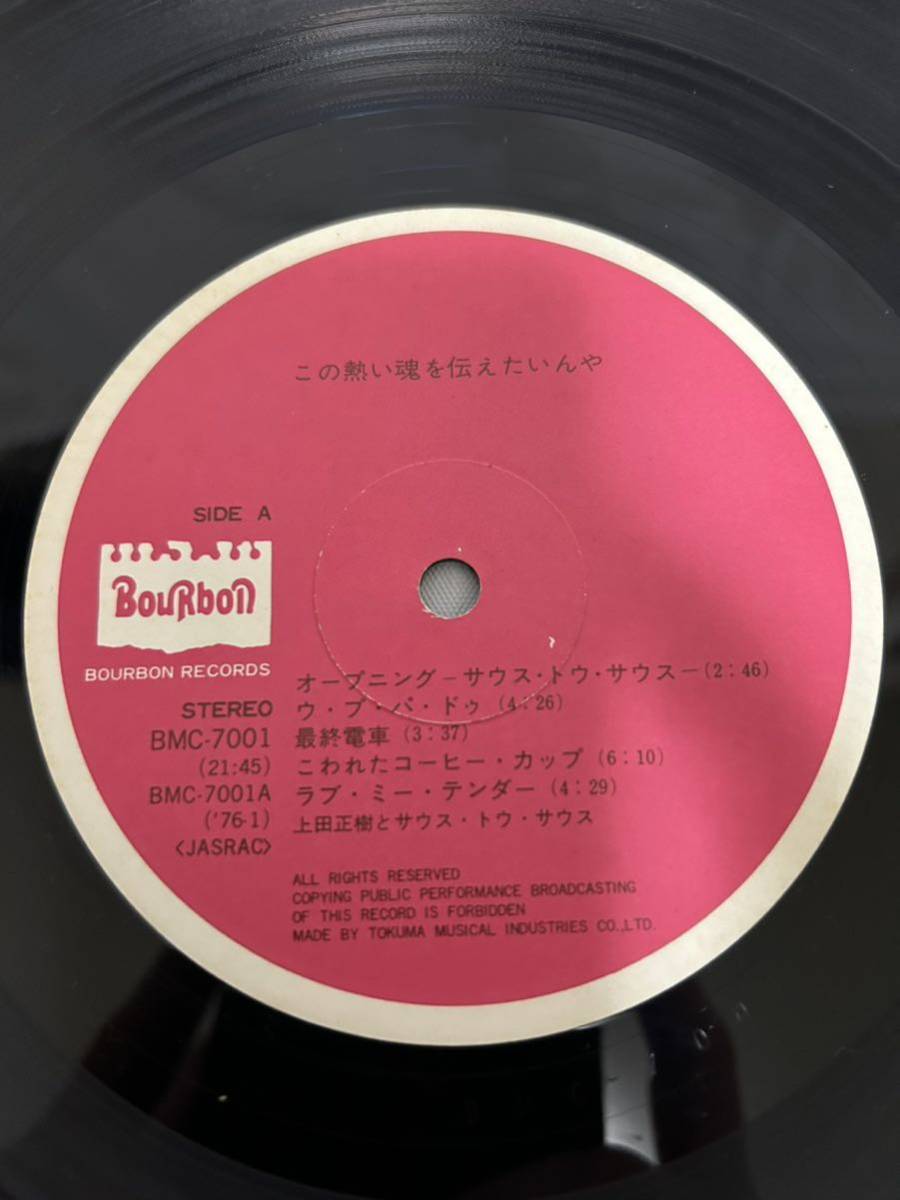 この熱い魂を伝えたいんや
SIDE A
BouRbon
BOURBON RECORDS
STEREO
BMC-7001
(21:45)
BMC-7001A
('76・1)
<JASRAC>
オープニング－サウス・トウ・サウス－(2:46)
ウ・プ・パ・ドゥ(4:26)
最終電車(3:37)
こわれたコーヒー・カップ(6:10)
ラブ・ミー・テンダー(4:29)
上田正樹とサウス・トウ・サウス
ALL RIGHTS RESERVED
COPYING PUBLIC PERFORMANCE BROADCASTING
OF THIS RECORD IS FORBIDDEN
MADE BY TOKUMA MUSICAL INDUSTRIES CO.,LTD.